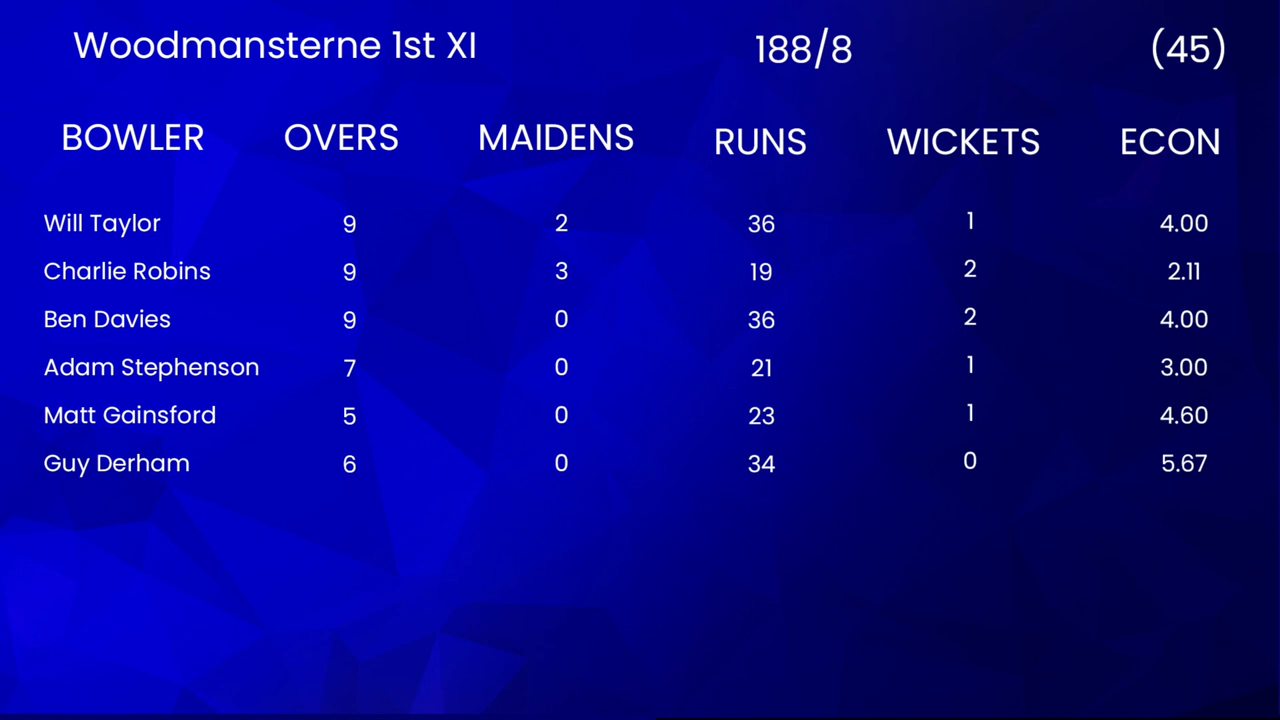 Woodmansterne 1st XI 188/8 (45)
BOWLER OVERS MAIDENS RUNS WICKETS ECON
Will Taylor 9 2 36 1 4.00
Charlie Robins 9 3 19 2 2.11
Ben Davies 9 0 36 2 4.00
Adam Stephenson 7 0 21 1 3.00
Matt Gainsford 5 0 23 1 4.60
Guy Derham 6 0 34 0 5.67